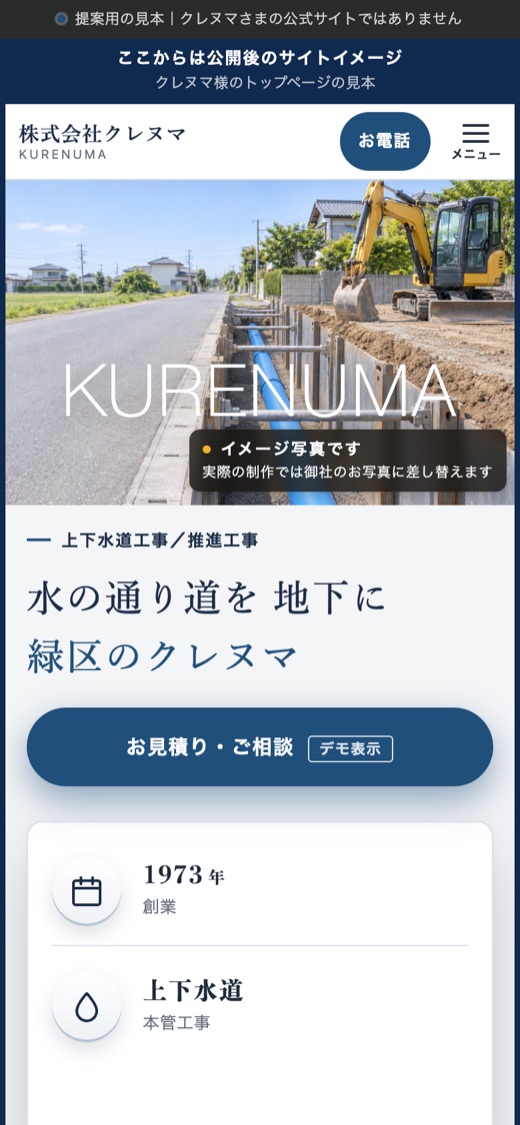 提案用の見本｜クレヌマさまの公式サイトではありません
ここからは公開後のサイトイメージ
クレヌマ様のトップページの見本
株式会社クレヌマ
KURENUMA
お電話
メニュー
KURENUMA
イメージ写真です
実際の制作では御社のお写真に差し替えます
上下水道工事／推進工事
水の通り道を 地下に
緑区のクレヌマ
お見積り・ご相談 デモ表示
1973年
創業
上下水道
本管工事